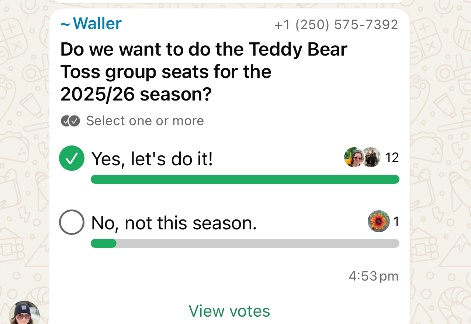 ~ Waller
+1 (250) 575-7392
Do we want to do the Teddy Bear
Toss group seats for the
2025/26 season?
Select one or more
Yes, let's do it!
12
No, not this season.
1
4:53 pm
View votes